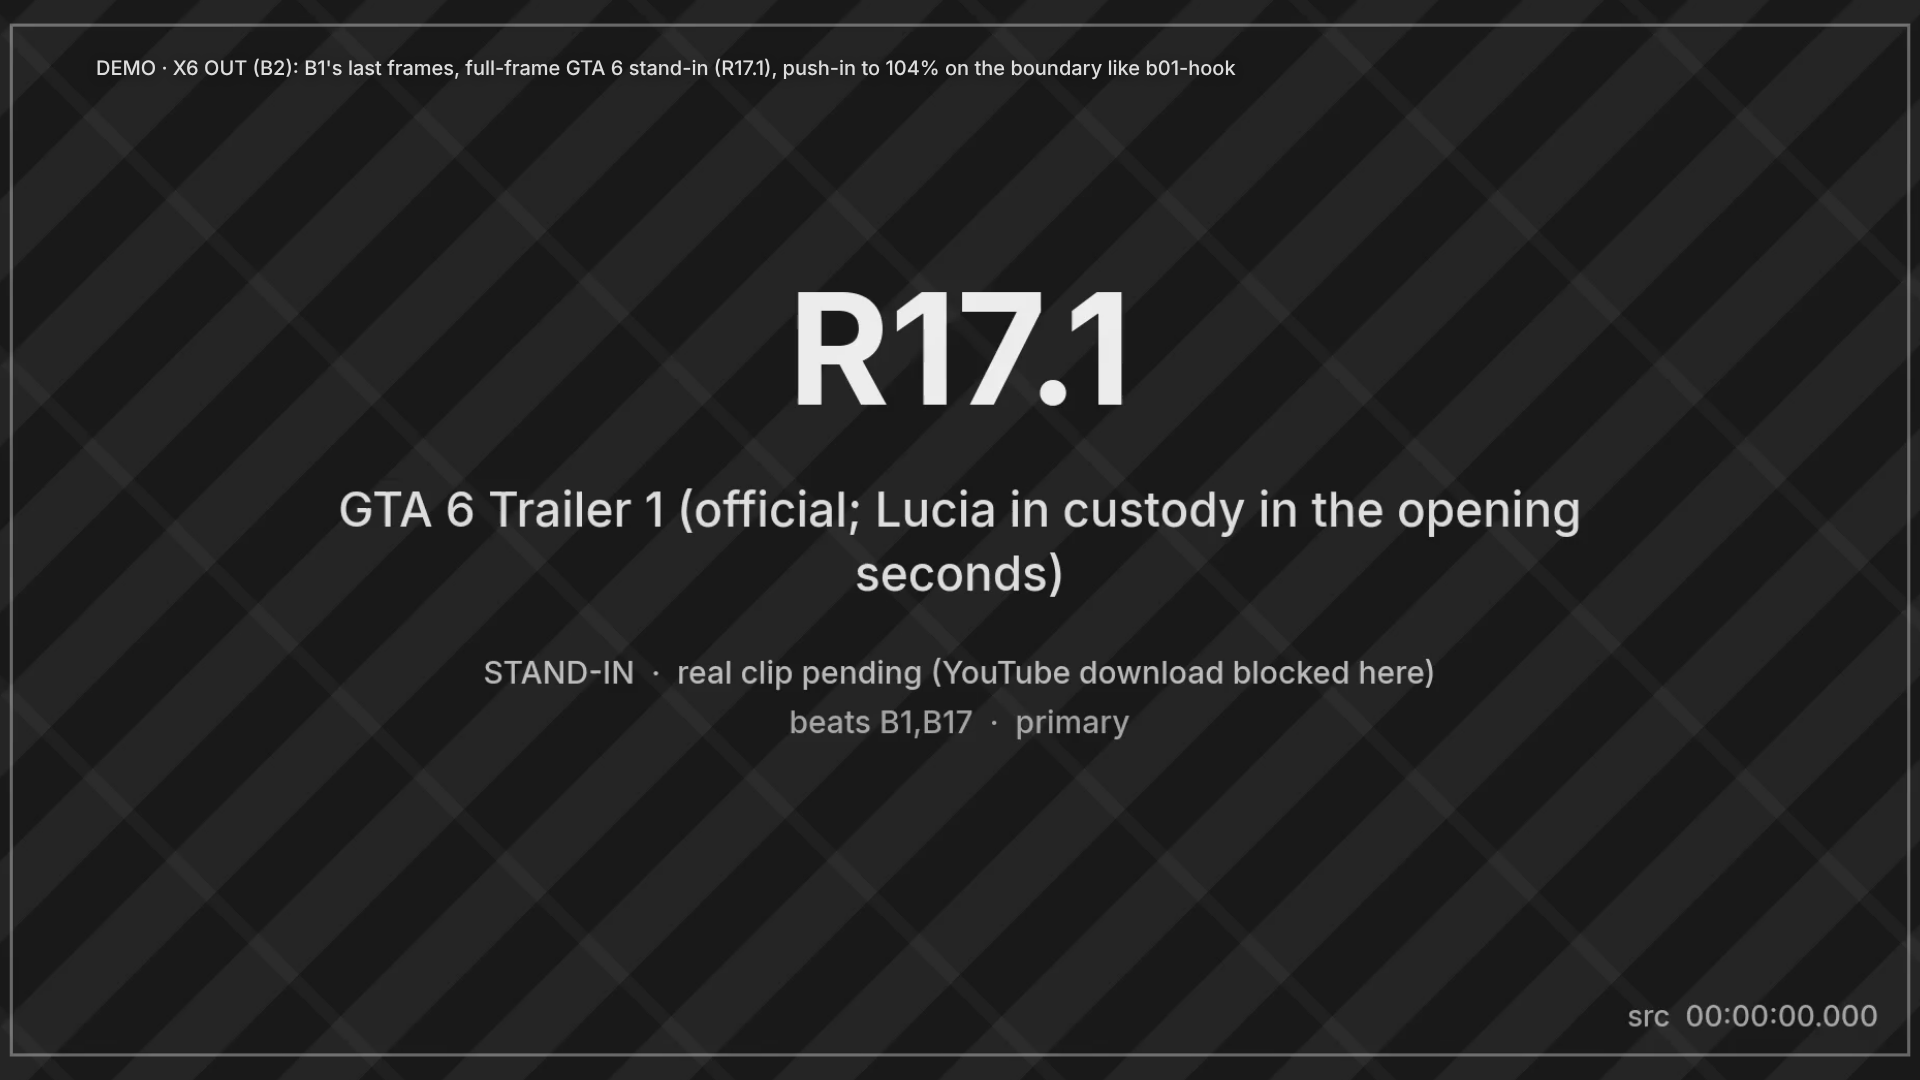 DEMO · X6 OUT (B2): B1's last frames, full-frame GTA 6 stand-in (R17.1), push-in to 104% on the boundary like b01-hook
R17.1
GTA 6 Trailer 1 (official; Lucia in custody in the opening
seconds)
STAND-IN · real clip pending (YouTube download blocked here)
beats B1,B17 · primary
src 00:00:00.000